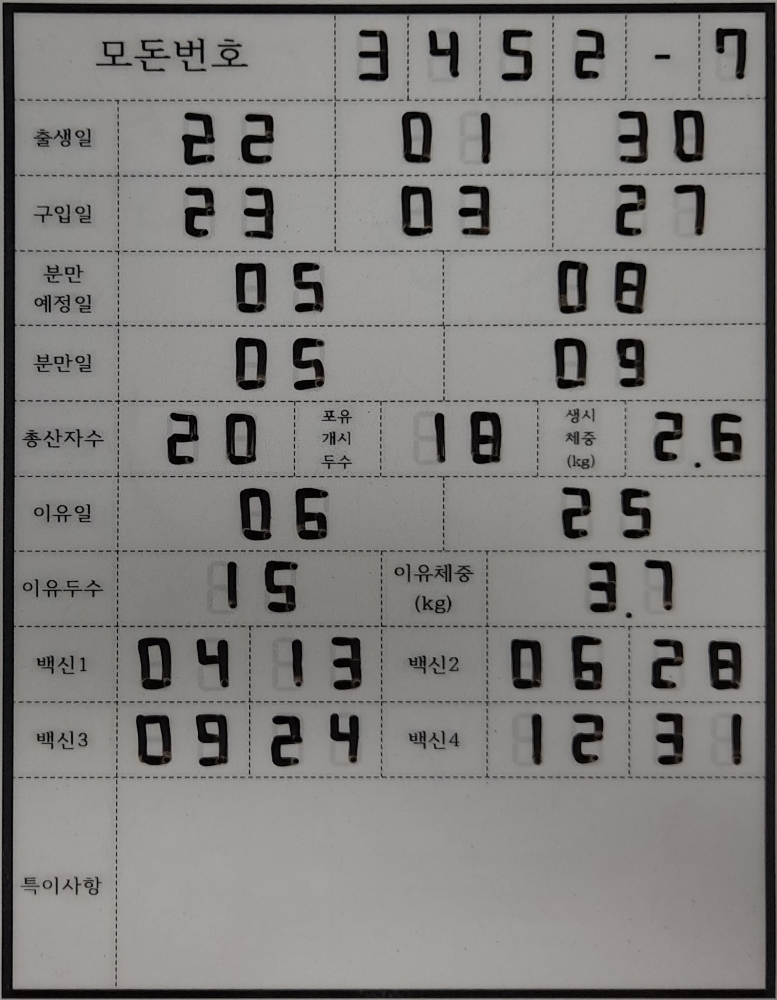 모돈번호 3 4 5 2 - 7
출생일 22 01 30
구입일 23 03 27
분만
예정일 05 08
분만일 05 09
총산자수 20 포유 개시 두수 18 생시 체중 (kg) 2.6
이유일 06 25
이유두수 15 이유체중 (kg) 3.7
백신1 04 13 백신2 06 28
백신3 09 24 백신4 12 31
특이사항